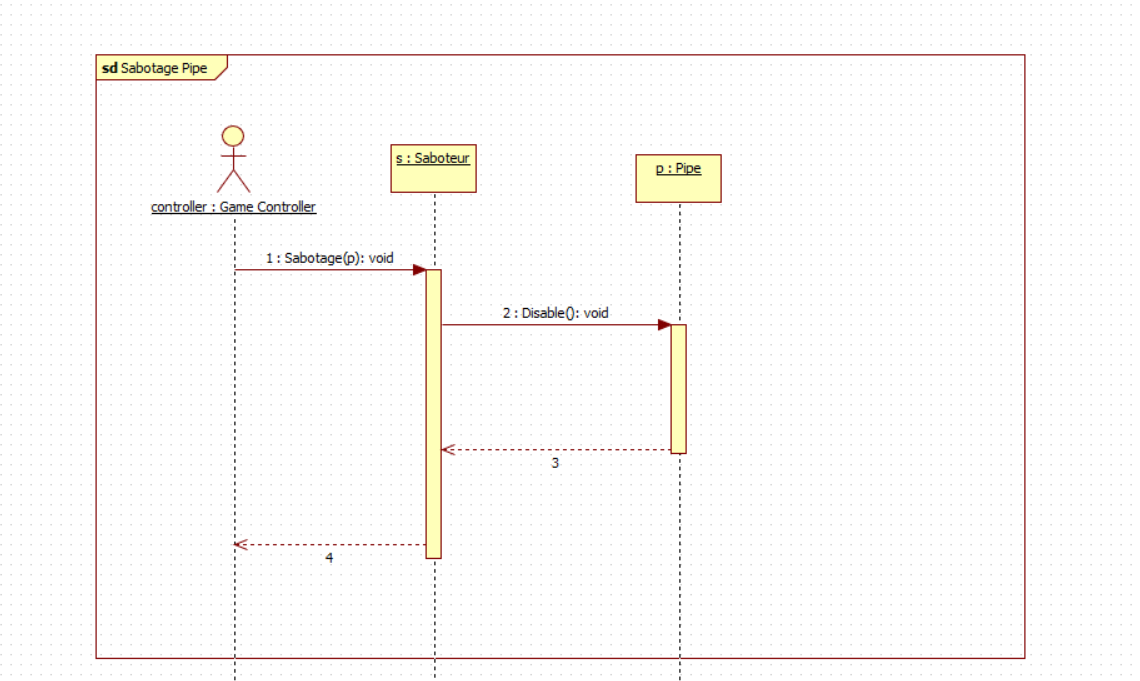 sd Sabotage Pipe
s : Saboteur
p : Pipe
controller : Game Controller
1 : Sabotage(p): void
2 : Disable(): void
3
4